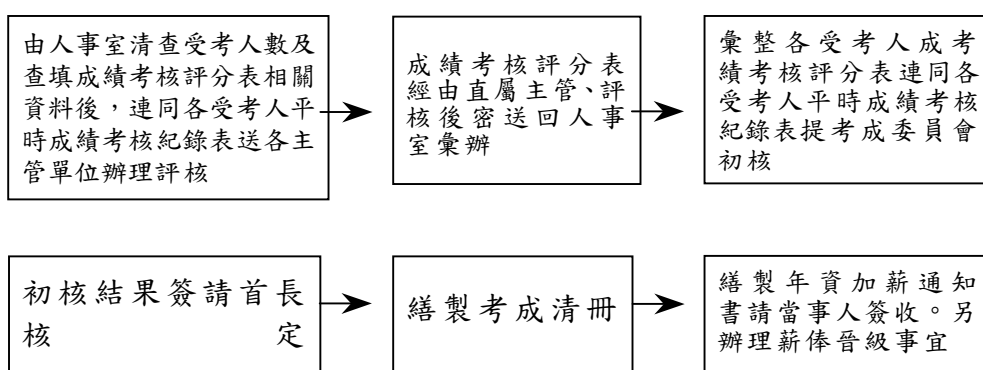 由人事室清查受考人數及
查填成績考核評分表相關
資料後，連同各受考人平
時成績考核紀錄表送各主
管單位辦理評核
成績考核評分表
經由直屬主管、評
核後密送回人事
室彙辦
彙整各受考人成考
績考核評分表連同各
受考人平時成績考核
紀錄表提考成委員會
初核
初核結果簽請首長
核定
繕製考成清冊
繕製年資加薪通知
書請當事人簽收。另
辦理薪俸晉級事宜